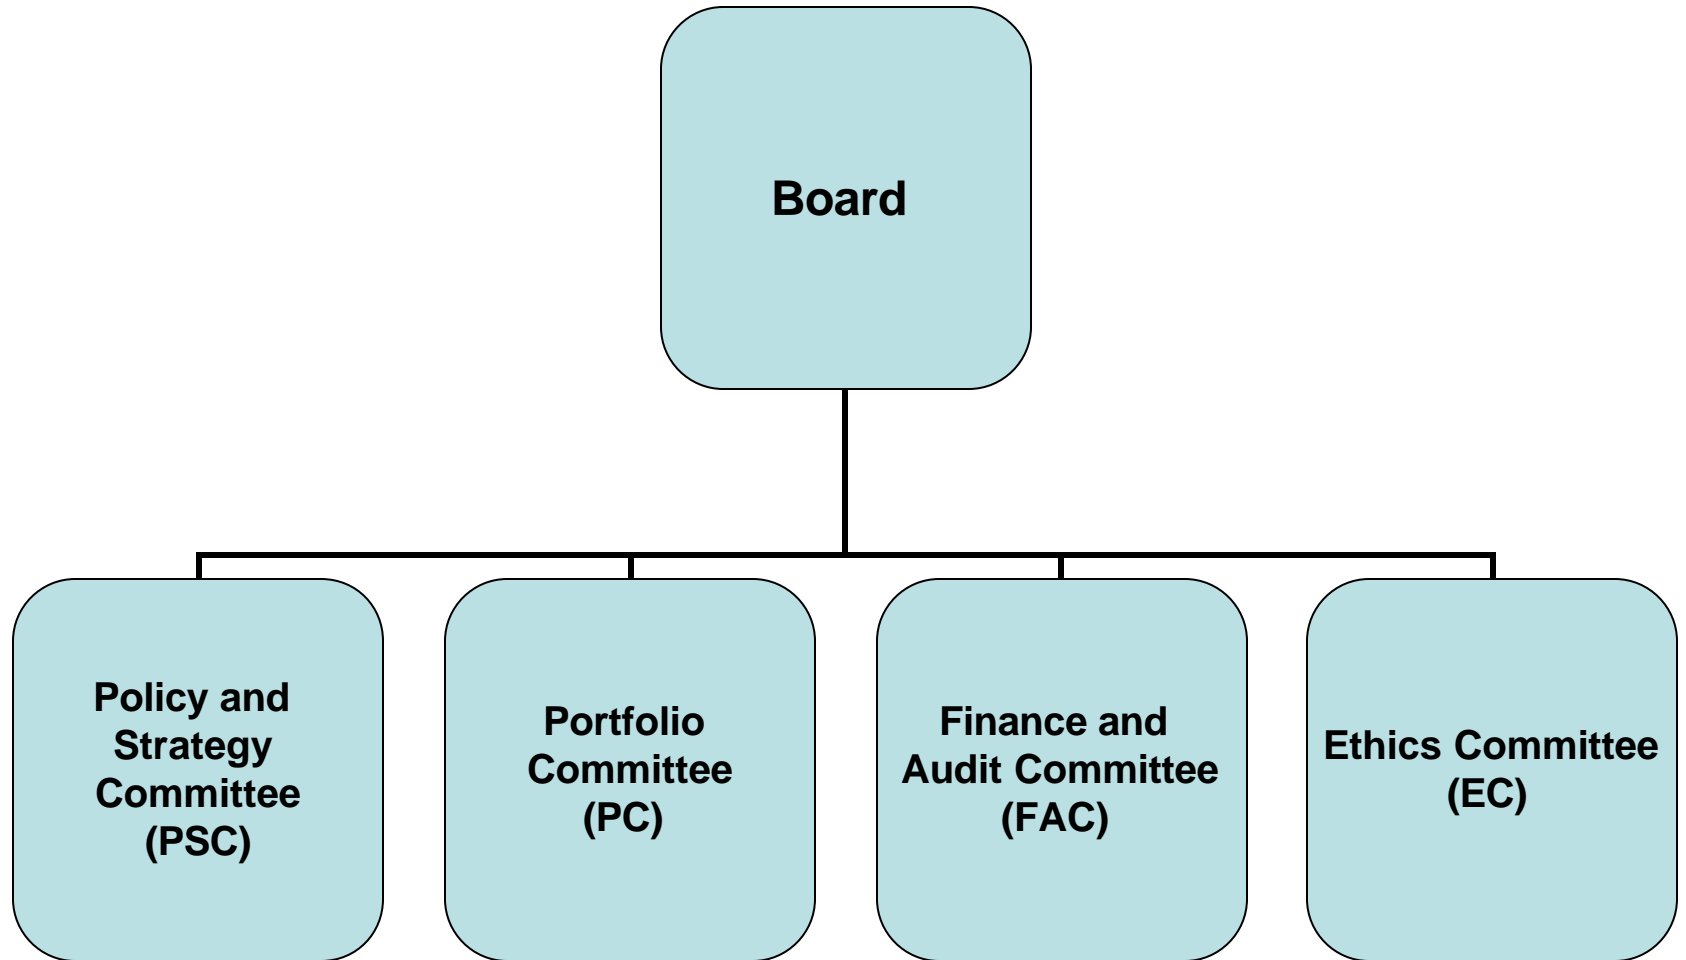 Board
Policy and
Strategy
Committee
(PSC)
Portfolio
Committee
(PC)
Finance and
Audit Committee
(FAC)
Ethics Committee
(EC)